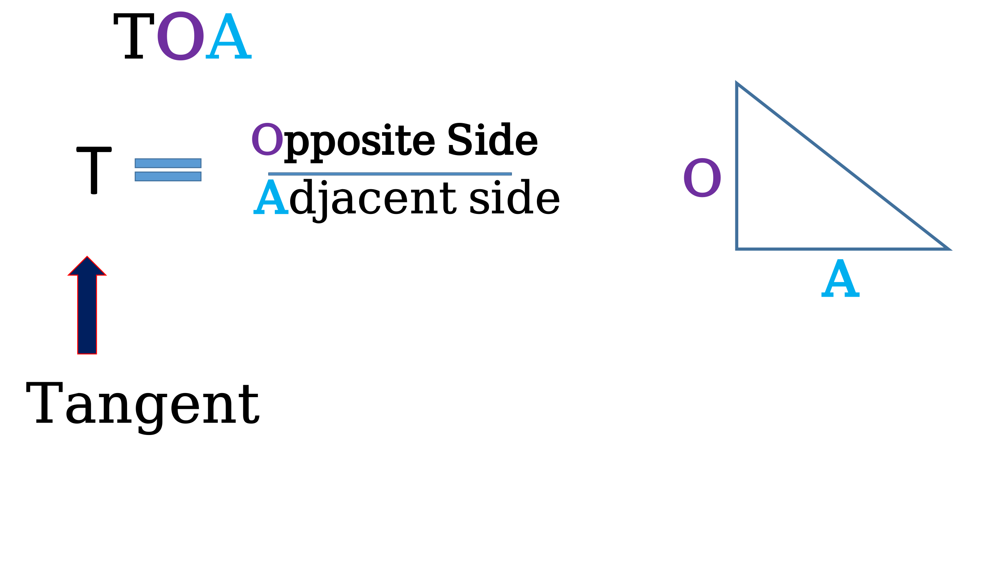 TOA
T
Opposite Side
Adjacent side
O
A
Tangent